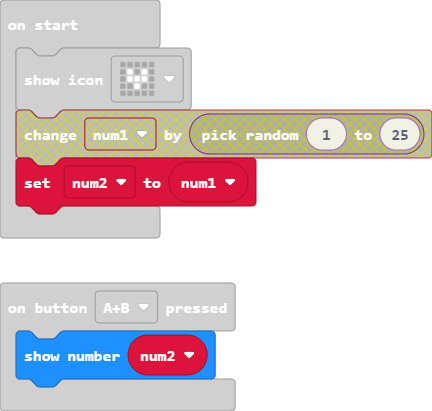 on start
show icon
change num1 by pick random 1 to 25
set num2 to num1
on button A+B pressed
show number num2